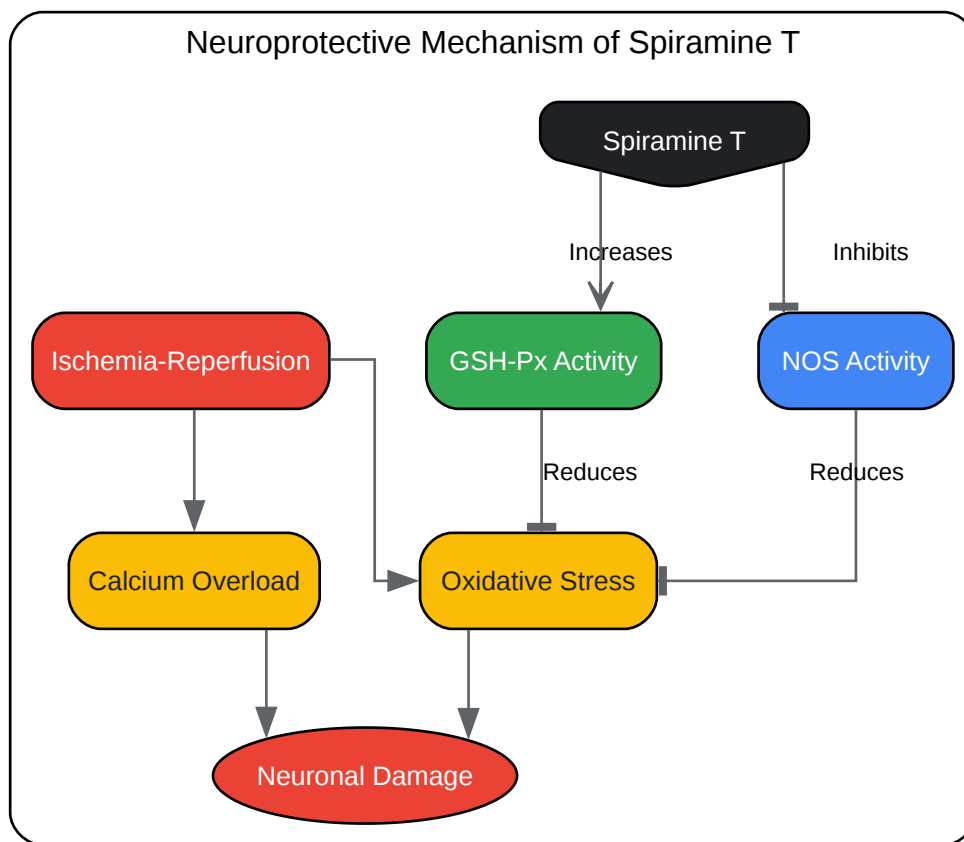 Neuroprotective Mechanism of Spiramine T
Spiramine T
Increases
Inhibits
Ischemia-Reperfusion
GSH-Px Activity
NOS Activity
Reduces
Reduces
Calcium Overload
Oxidative Stress
Neuronal Damage